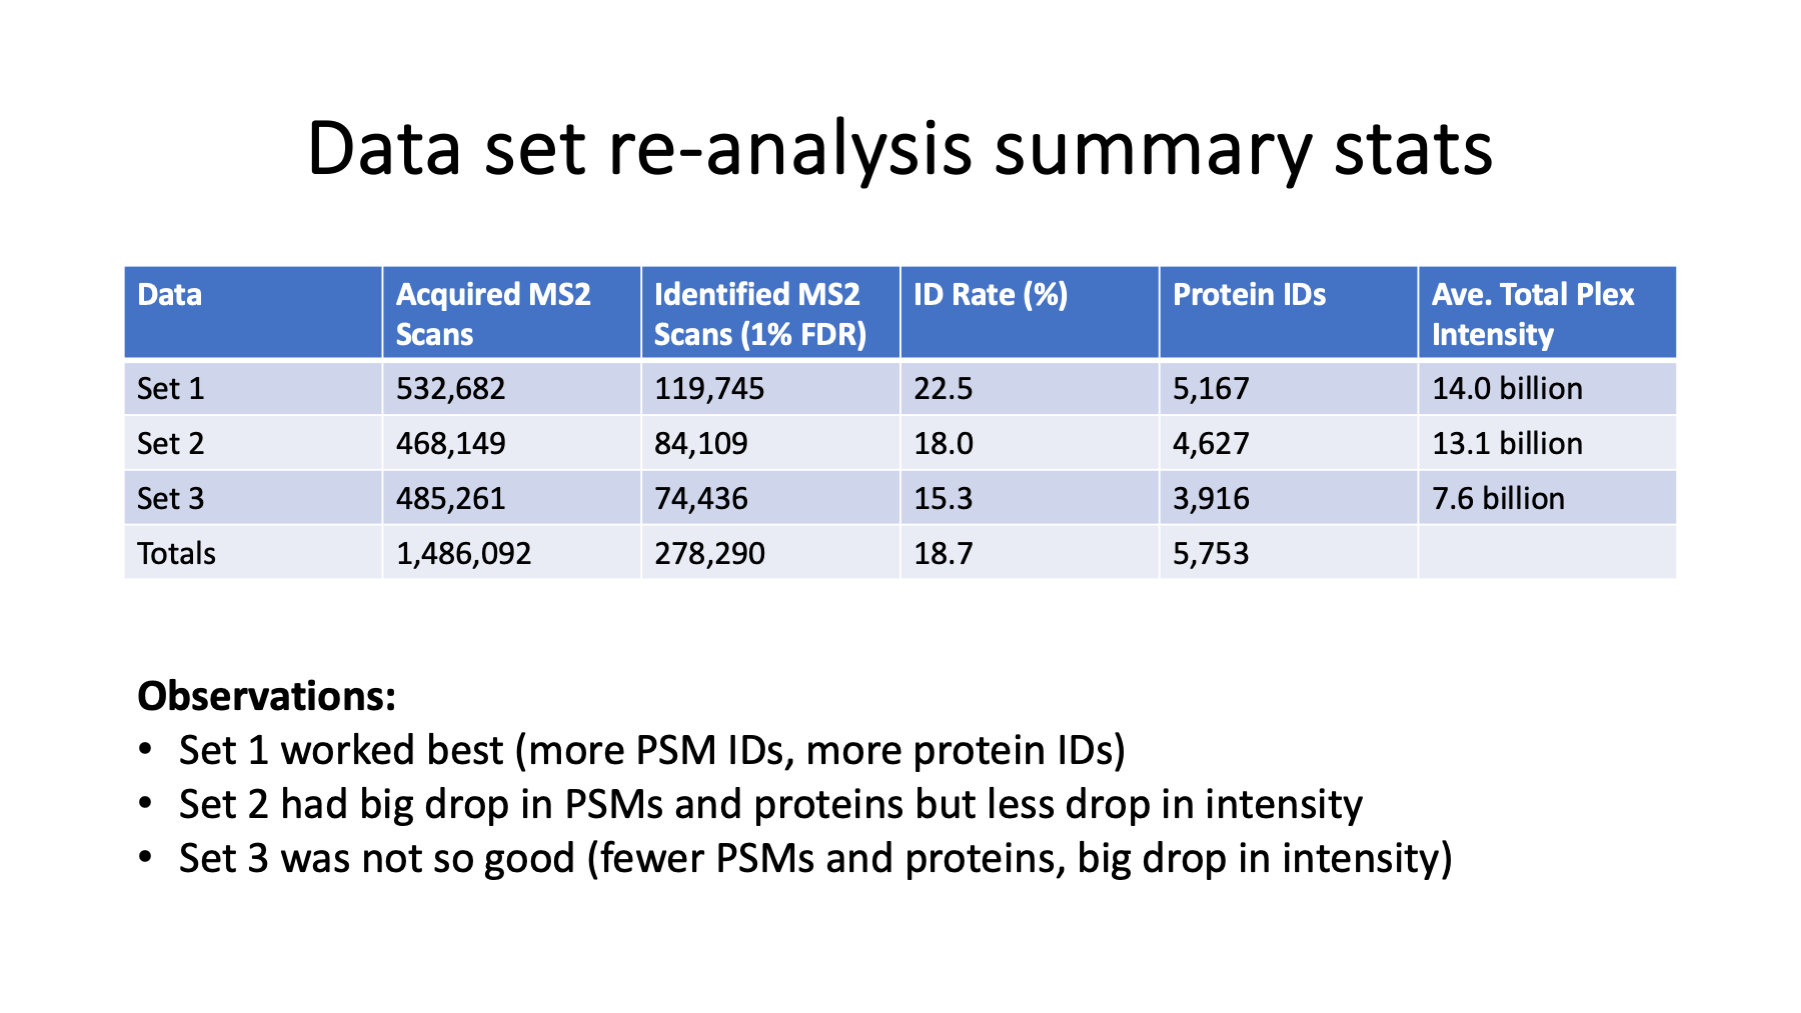 Data set re-analysis summary stats
Data Acquired MS2 Scans Identified MS2 Scans (1% FDR) ID Rate (%) Protein IDs Ave. Total Plex Intensity
Set 1 532,682 119,745 22.5 5,167 14.0 billion
Set 2 468,149 84,109 18.0 4,627 13.1 billion
Set 3 485,261 74,436 15.3 3,916 7.6 billion
Totals 1,486,092 278,290 18.7 5,753
Observations:
• Set 1 worked best (more PSM IDs, more protein IDs)
• Set 2 had big drop in PSMs and proteins but less drop in intensity
• Set 3 was not so good (fewer PSMs and proteins, big drop in intensity)